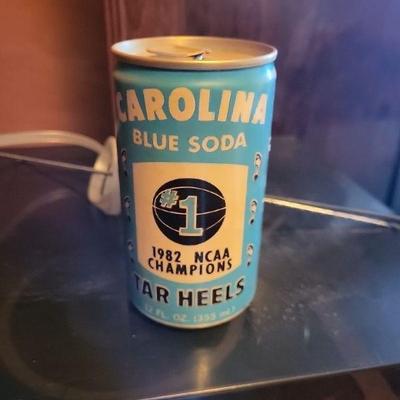 CAROLINA
BLUE SODA
#1
1982 NCAA
CHAMPIONS
TAR HEELS
12 FL. OZ. (355 mL)